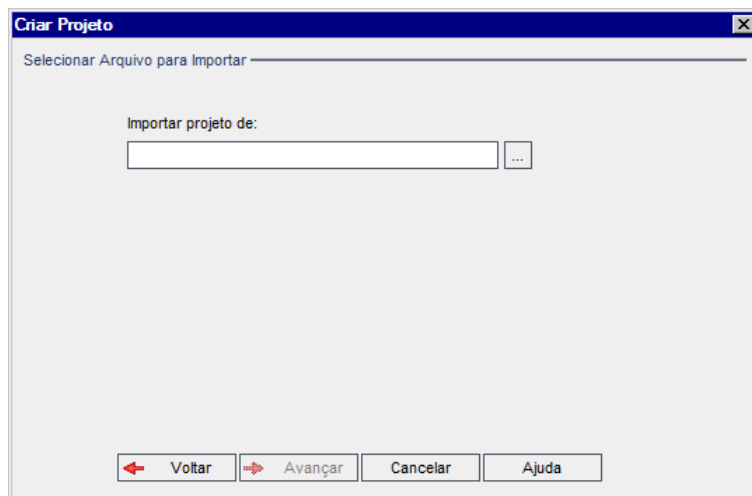 Criar Projeto
Selecionar Arquivo para Importar
Importar projeto de:
...
Voltar Avançar Cancelar Ajuda